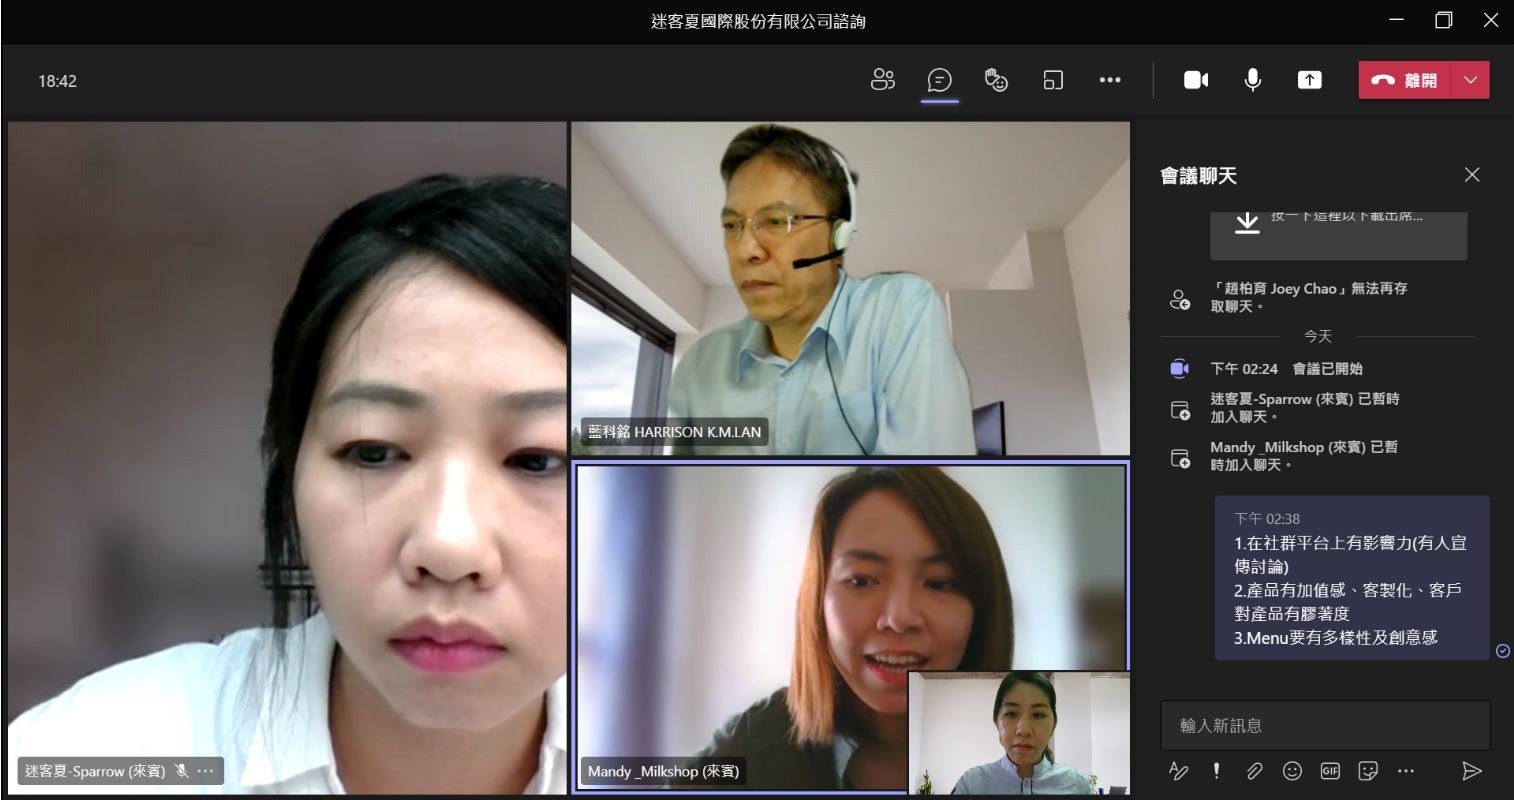 迷客夏國際股份有限公司諮詢
18:42
離開
藍科銘 HARRISON K.M.LAN
迷客夏-Sparrow (來賓)
Mandy _Milkshop (來賓)
會議聊天
按一下這裡以下載出席...
「趙柏育 Joey Chao」無法再存
取聊天。
今天
下午 02:24 會議已開始
迷客夏-Sparrow (來賓) 已暫時
加入聊天。
Mandy _Milkshop (來賓) 已暫
時加入聊天。
下午 02:38
1.在社群平台上有影響力(有人宣
傳討論)
2.產品有加值感、客製化、客戶
對產品有膠著度
3.Menu要有多樣性及創意感
輸入新訊息
GIF